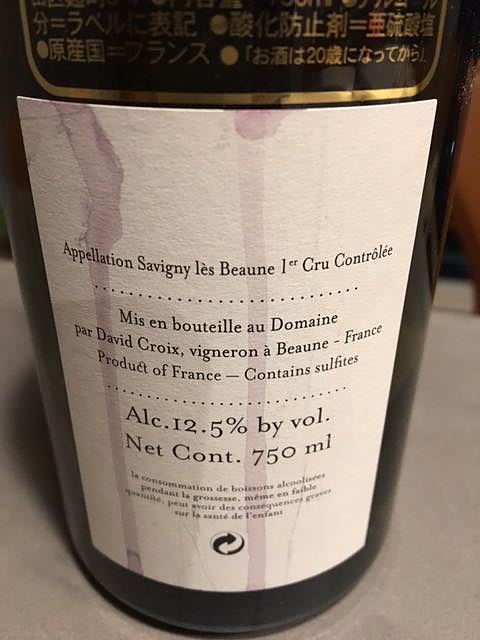 分=ラベルに表記 ●酸化防止剤=亜硫酸塩
●原産国=フランス ●「お酒は20歳になってから」
Appellation Savigny lès Beaune 1er Cru Contrôlée
Mis en bouteille au Domaine
par David Croix, vigneron à Beaune - France
Product of France — Contains sulfites
Alc.12.5% by vol.
Net Cont. 750 ml
la consommation de boissons alcoolisées
pendant la grossesse, même en faible
quantité, peut avoir des conséquences graves
sur la santé de l'enfant